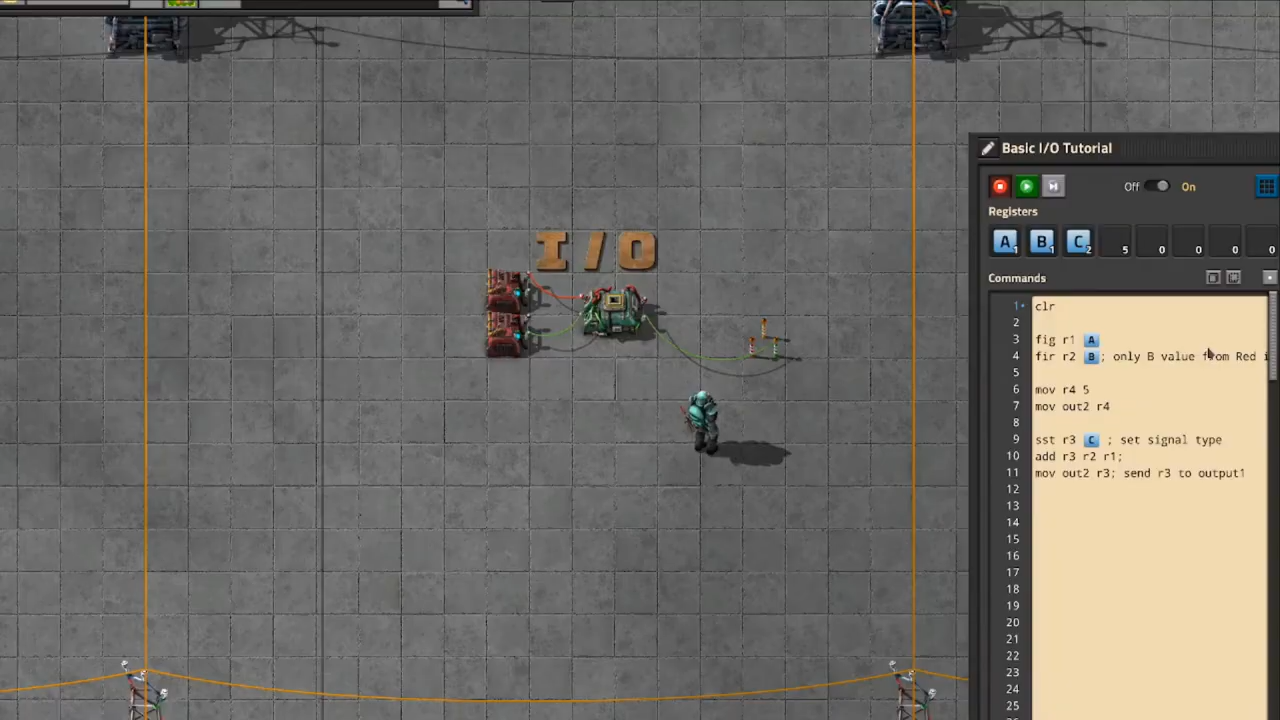 I/O
Basic I/O Tutorial
Off On
Registers
A1 B1 C2 5 0 0 0 0
Commands
1 clr
2
3 fig r1 A
4 fir r2 B ; only B value from Red
5
6 mov r4 5
7 mov out2 r4
8
9 sst r3 C ; set signal type
10 add r3 r2 r1;
11 mov out2 r3; send r3 to output1
12
13
14
15
16
17
18
19
20
21
22
23
24
25